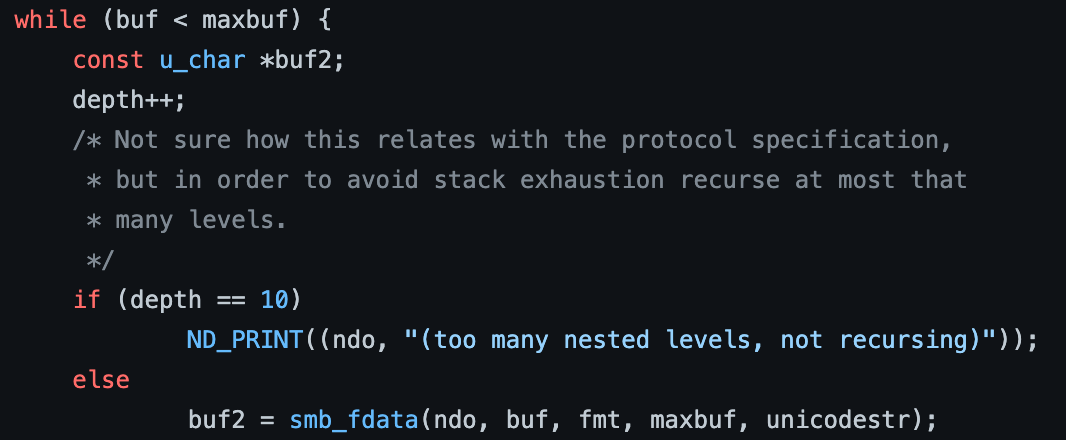 while (buf < maxbuf) {
const u_char *buf2;
depth++;
/* Not sure how this relates with the protocol specification,
* but in order to avoid stack exhaustion recurse at most that
* many levels.
*/
if (depth == 10)
ND_PRINT((ndo, "(too many nested levels, not recursing)"));
else
buf2 = smb_fdata(ndo, buf, fmt, maxbuf, unicodestr);